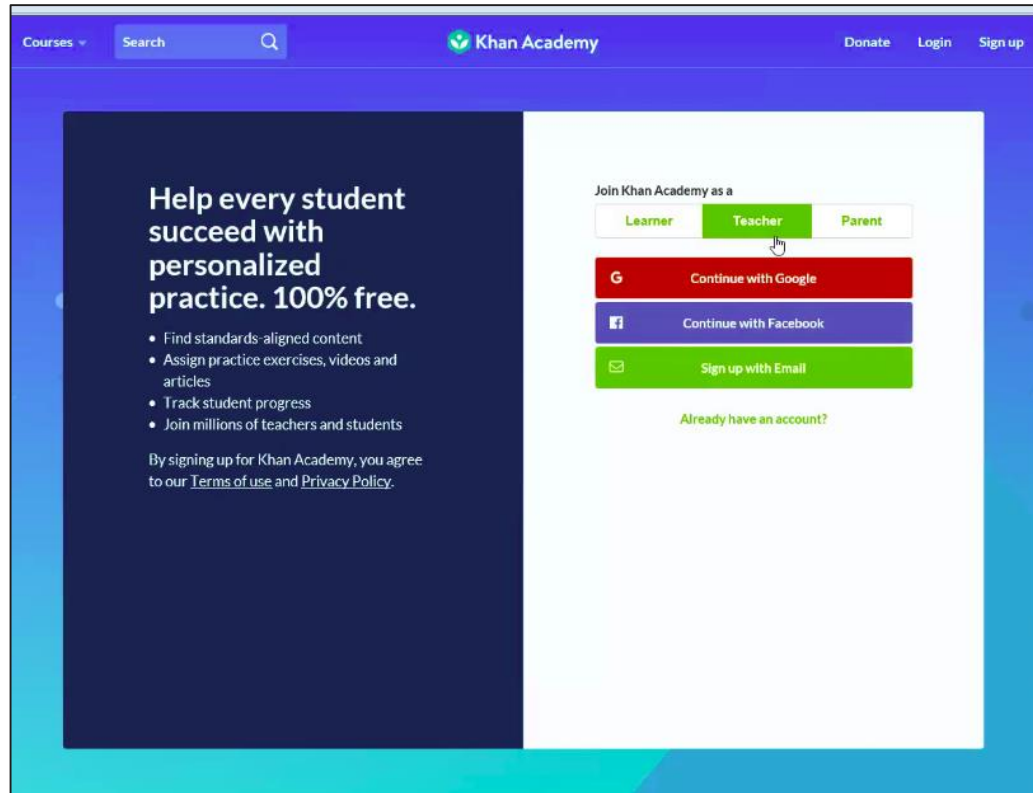 Courses
Search
Khan Academy
Donate
Login
Sign up
Help every student
succeed with
personalized
practice. 100% free.
• Find standards-aligned content
• Assign practice exercises, videos and
articles
• Track student progress
• Join millions of teachers and students
By signing up for Khan Academy, you agree
to our Terms of use and Privacy Policy.
Join Khan Academy as a
Learner
Teacher
Parent
Continue with Google
Continue with Facebook
Sign up with Email
Already have an account?